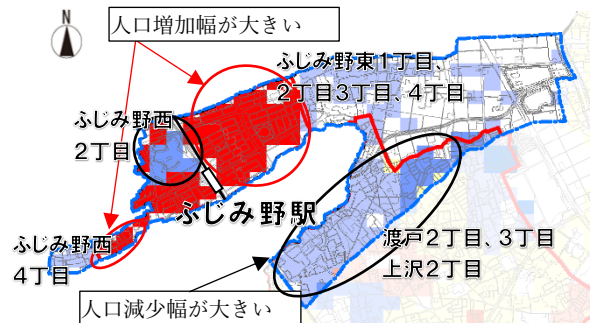 人口増加幅が大きい
ふじみ野東1丁目、
2丁目3丁目、4丁目
ふじみ野西
2丁目
ふじみ野駅
ふじみ野西
4丁目
渡戸2丁目、3丁目
上沢2丁目
人口減少幅が大きい